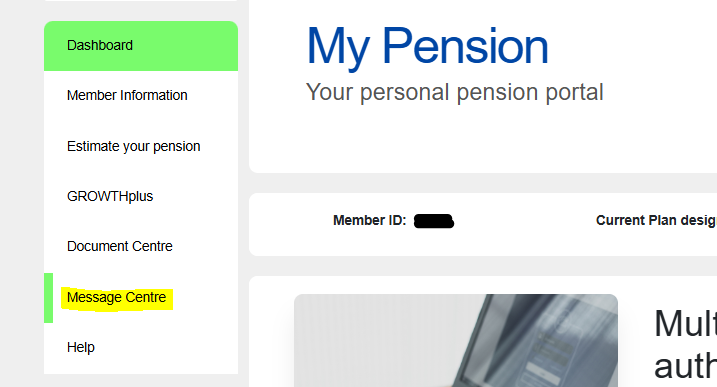 Dashboard
Member Information
Estimate your pension
GROWTHplus
Document Centre
Message Centre
Help
My Pension
Your personal pension portal
Member ID:
Current Plan desig
Mult
auth